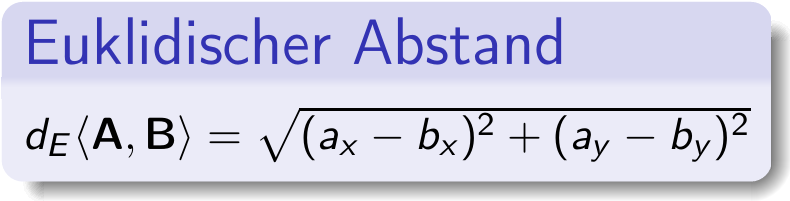 Euklidischer Abstand
d_E⟨A, B⟩ = √((a_x − b_x)² + (a_y − b_y)²)